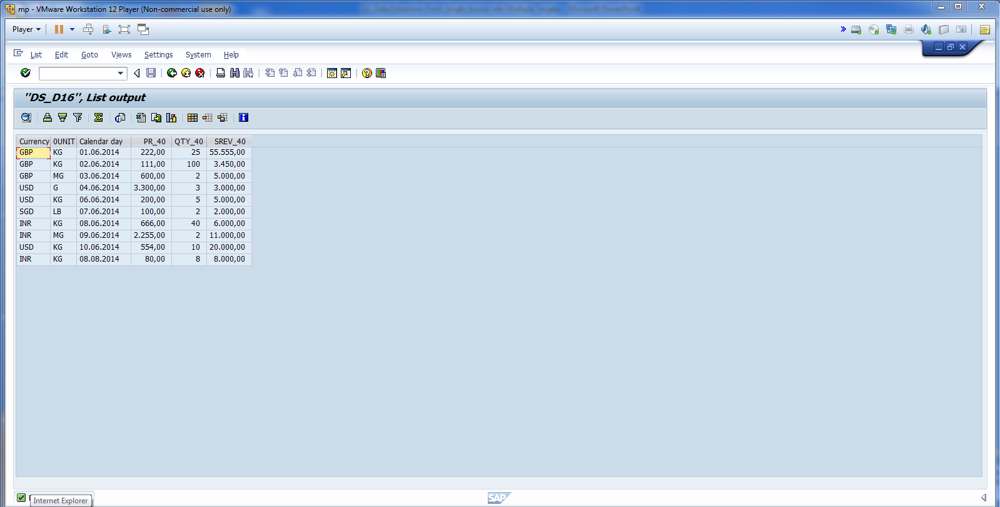 mp - VMware Workstation 12 Player (Non-commercial use only)
Player
List Edit Goto Views Settings System Help
"DS_D16", List output
Currency 0UNIT Calendar day PR_40 QTY_40 SREV_40
GBP KG 01.06.2014 222,00 25 55.555,00
GBP KG 02.06.2014 111,00 100 3.450,00
GBP MG 03.06.2014 600,00 2 5.000,00
USD G 04.06.2014 3.300,00 3 3.000,00
USD KG 06.06.2014 200,00 5 5.000,00
SGD LB 07.06.2014 100,00 2 2.000,00
INR KG 08.06.2014 666,00 40 6.000,00
INR MG 09.06.2014 2.255,00 2 11.000,00
USD KG 10.06.2014 554,00 10 20.000,00
INR KG 08.08.2014 80,00 8 8.000,00
Internet Explorer
SAP